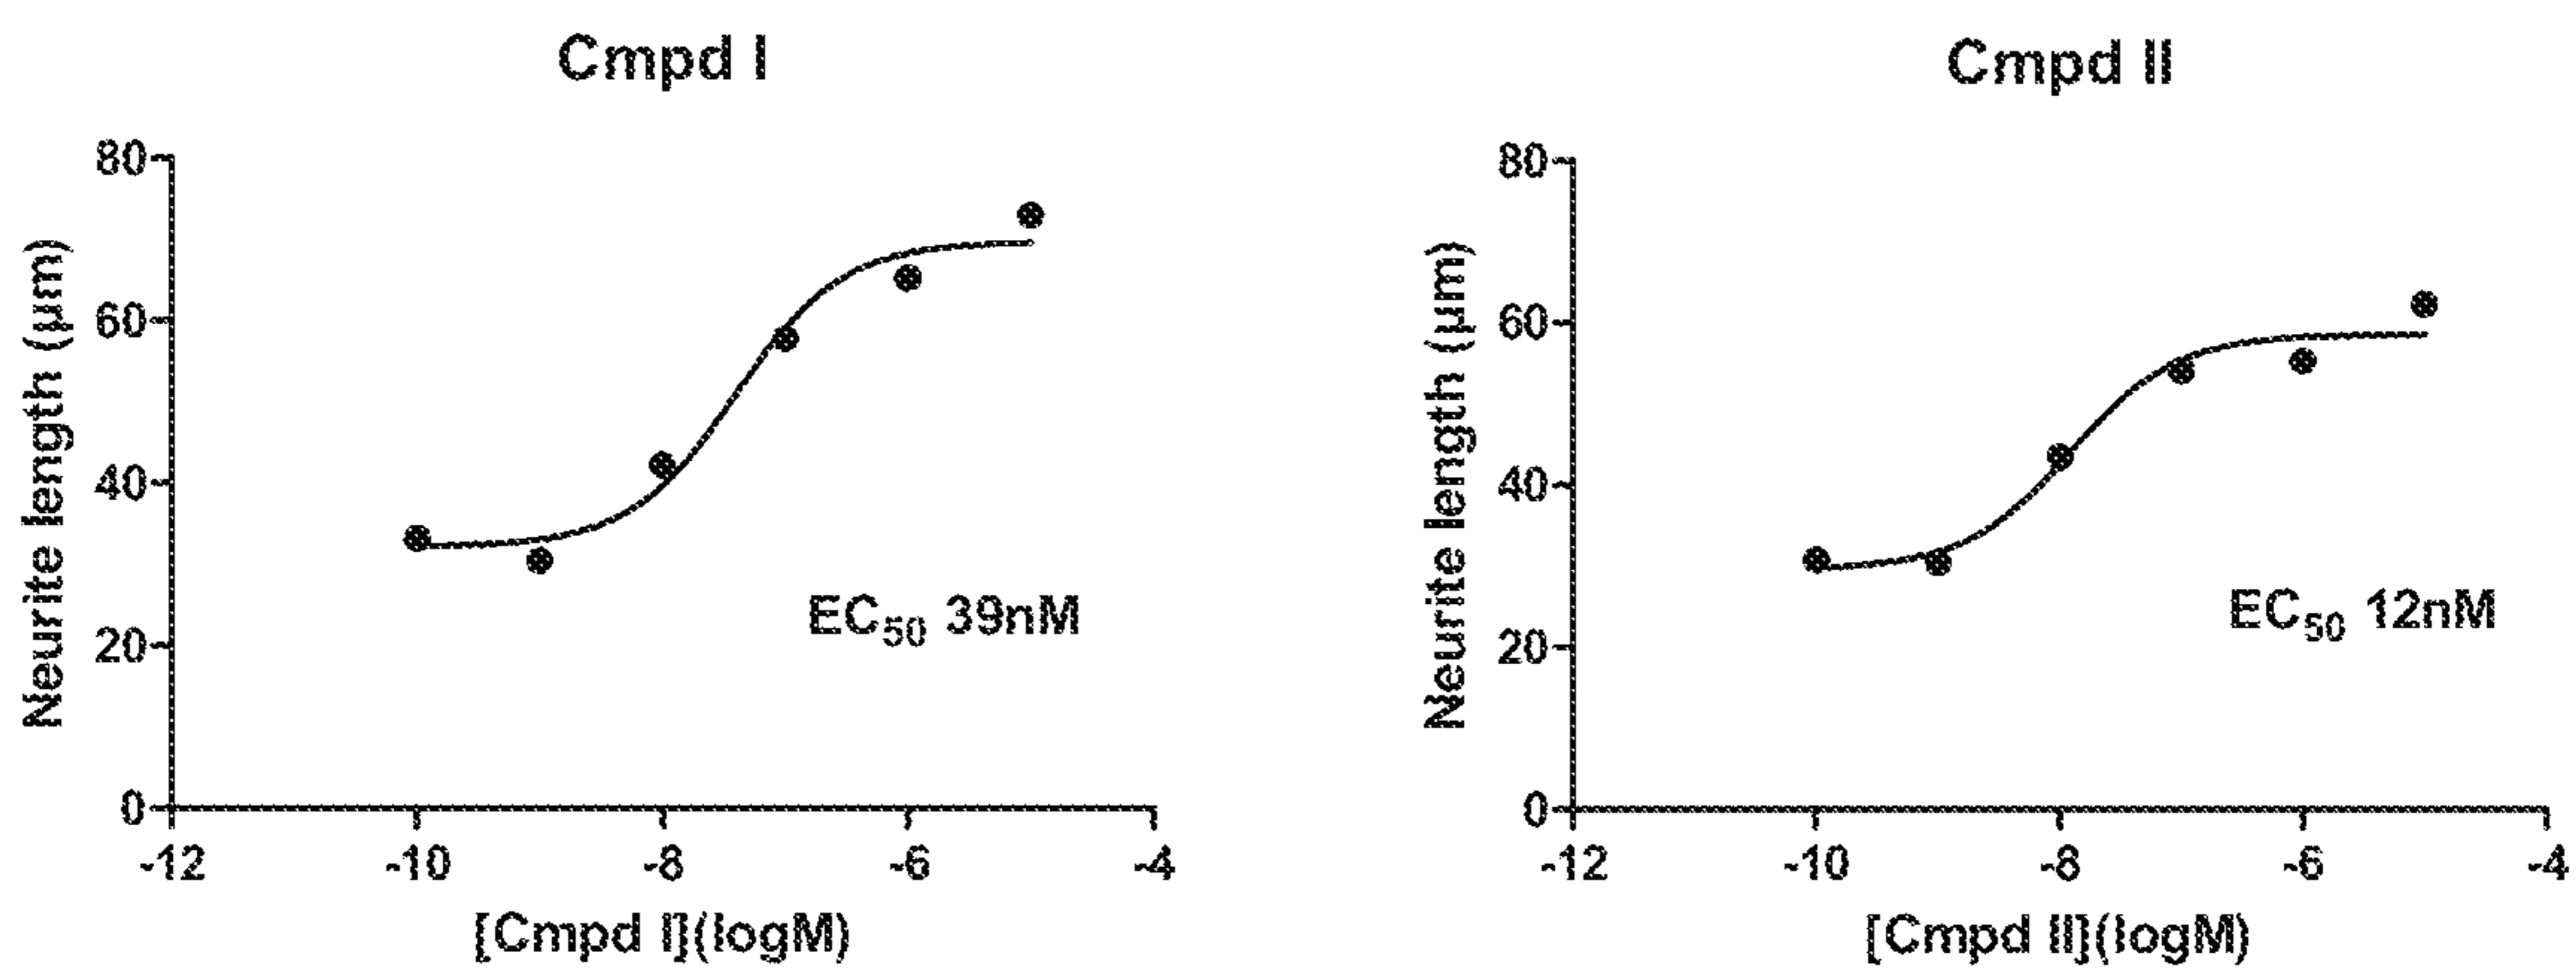 Cmpd I
Neurite length (µm)
80
60
40
20
0
-12
-10
-8
-6
-4
EC50 39nM
[Cmpd I](logM)
Cmpd II
Neurite length (µm)
80
60
40
20
0
-12
-10
-8
-6
-4
EC50 12nM
[Cmpd II](logM)